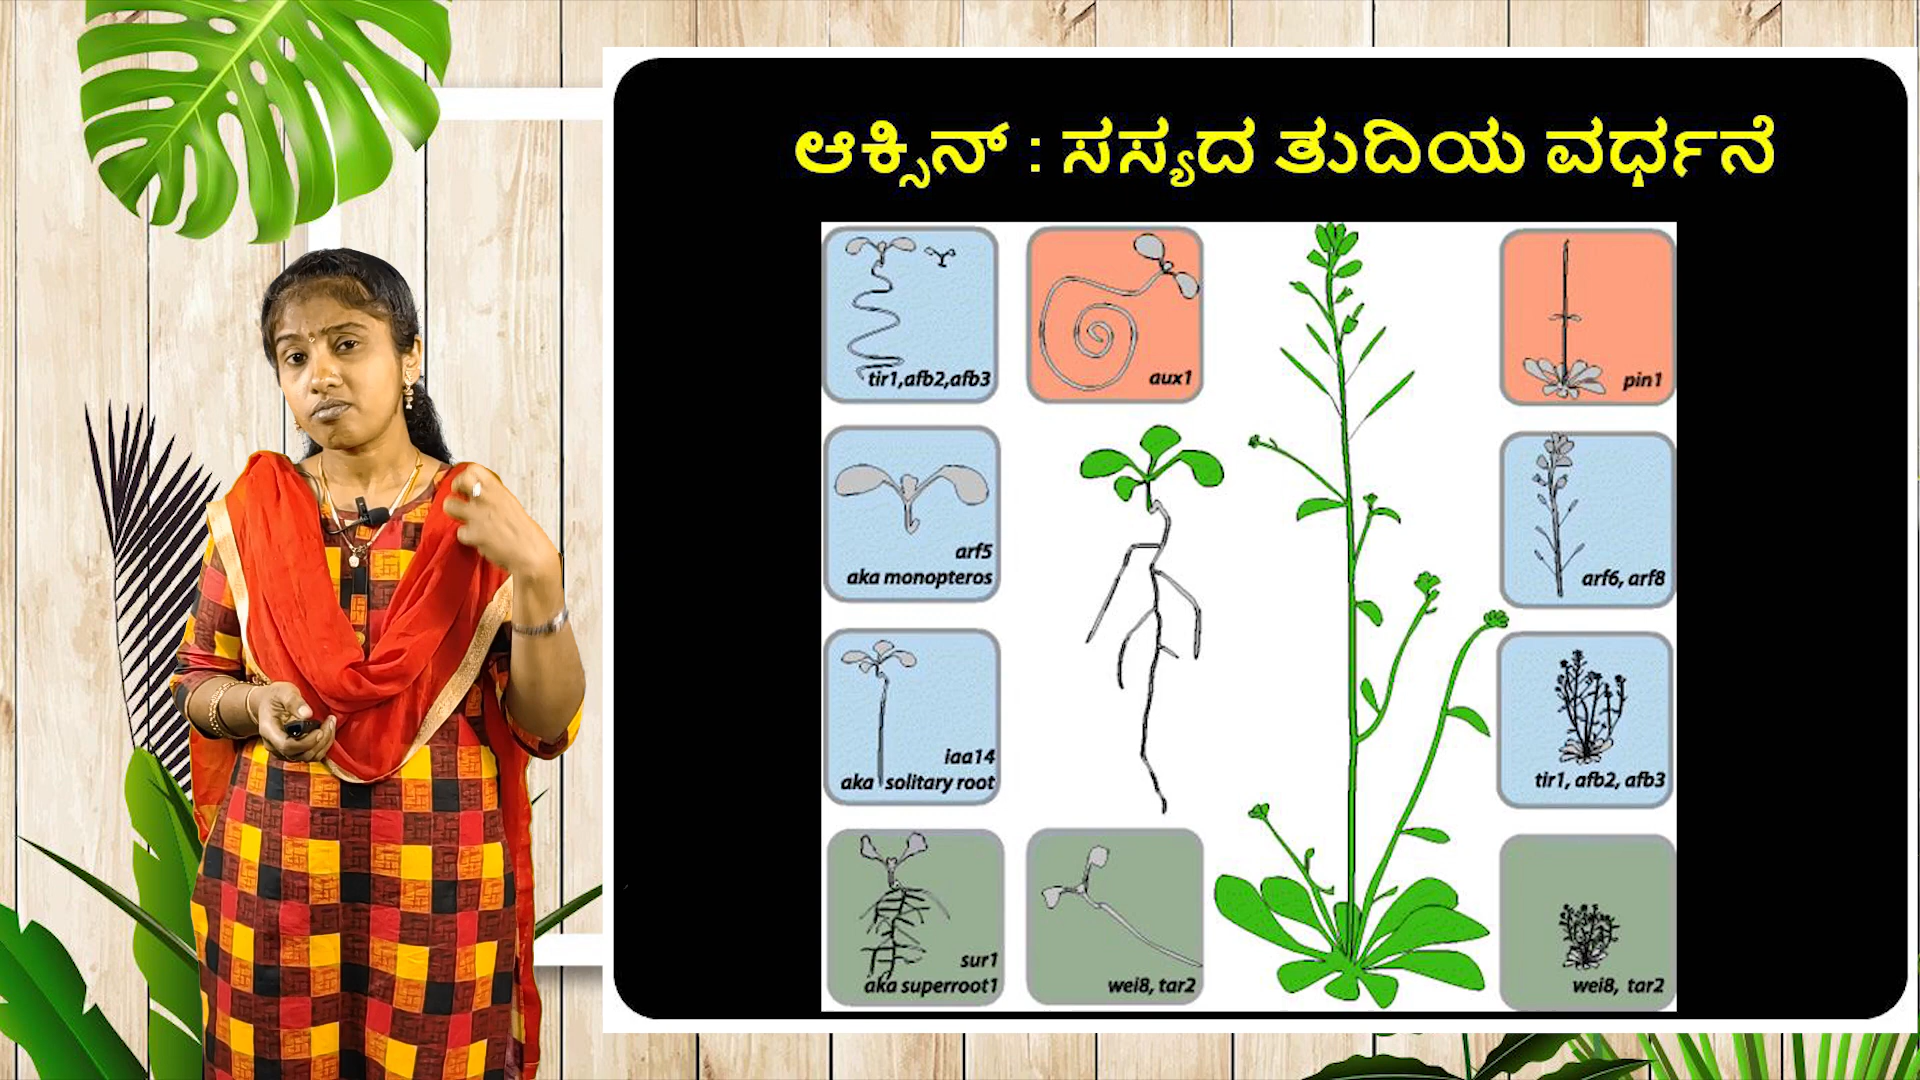 ಆಕ್ಸಿನ್ : ಸಸ್ಯದ ತುದಿಯ ವರ್ಧನೆ
tir1,afb2,afb3
aux1
pin1
arf5
aka monopteros
arf6, arf8
iaa14
aka solitary root
tir1, afb2, afb3
sur1
aka superroot1
wei8, tar2
wei8, tar2